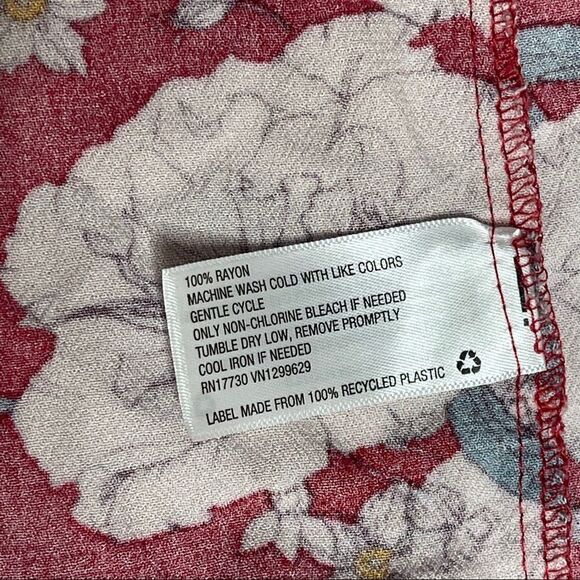 100% RAYON
MACHINE WASH COLD WITH LIKE COLORS
GENTLE CYCLE
ONLY NON-CHLORINE BLEACH IF NEEDED
TUMBLE DRY LOW, REMOVE PROMPTLY
COOL IRON IF NEEDED
RN17730 VN1299629
LABEL MADE FROM 100% RECYCLED PLASTIC